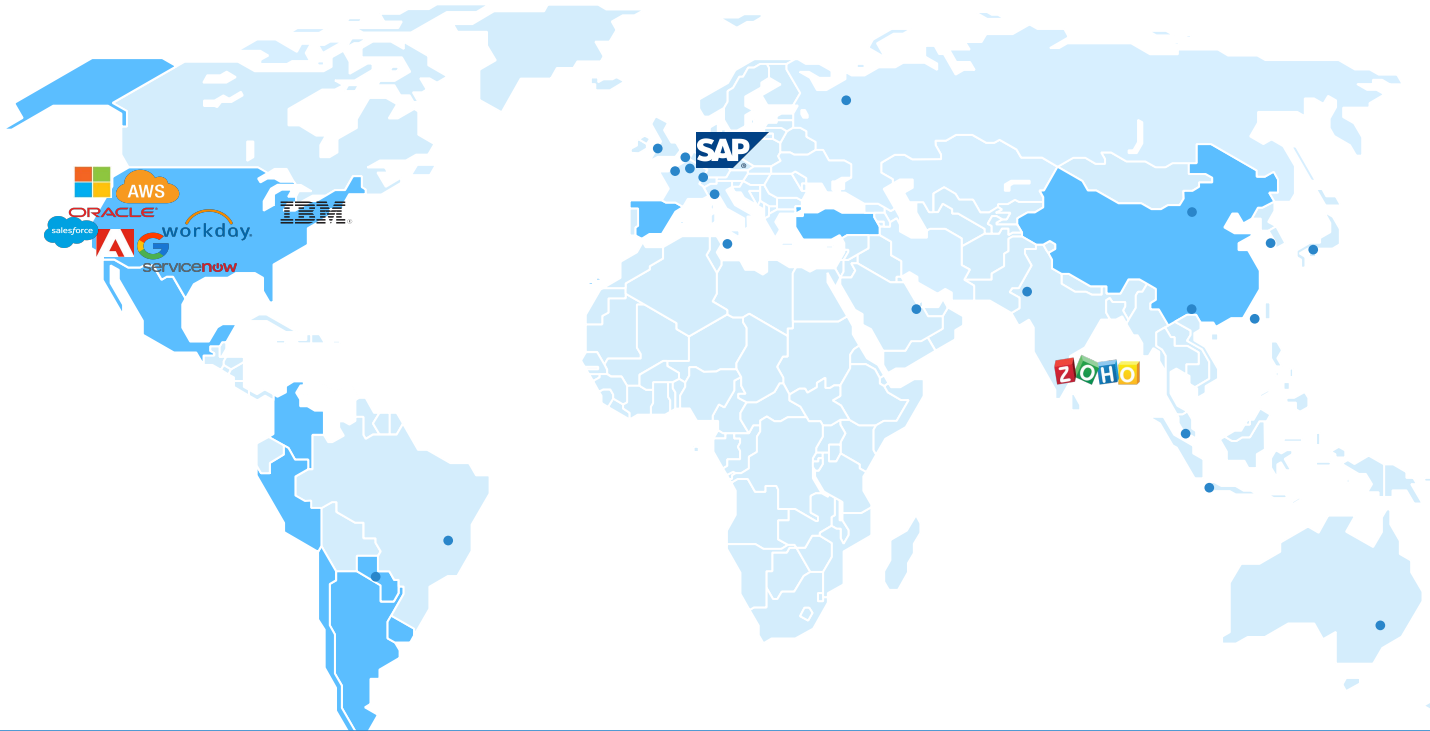 AWS
ORACLE
salesforce
workday.
IBM
servicenow
SAP
ZOHO